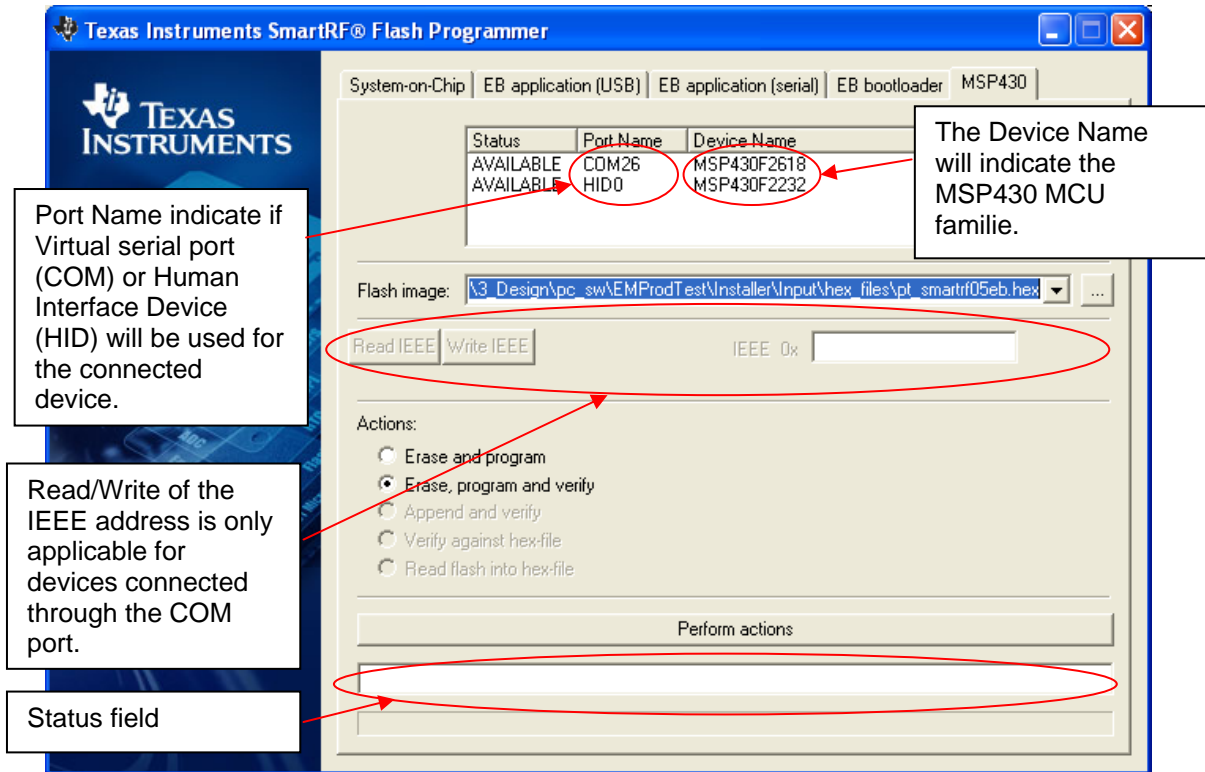 Texas Instruments SmartRF® Flash Programmer
TEXAS
INSTRUMENTS
System-on-Chip
EB application (USB)
EB application (serial)
EB bootloader
MSP430
Status Port Name Device Name
AVAILABLE COM26 MSP430F2618
AVAILABLE HID0 MSP430F2232
The Device Name
will indicate the
MSP430 MCU
familie.
Port Name indicate if
Virtual serial port
(COM) or Human
Interface Device
(HID) will be used for
the connected
device.
Flash image: \3_Design\pc_sw\EMProdTest\Installer\Input\hex_files\pt_smartrf05eb.hex ...
Read IEEE Write IEEE IEEE 0x
Actions:
Erase and program
Erase, program and verify
Append and verify
Verify against hex-file
Read flash into hex-file
Read/Write of the
IEEE address is only
applicable for
devices connected
through the COM
port.
Perform actions
Status field